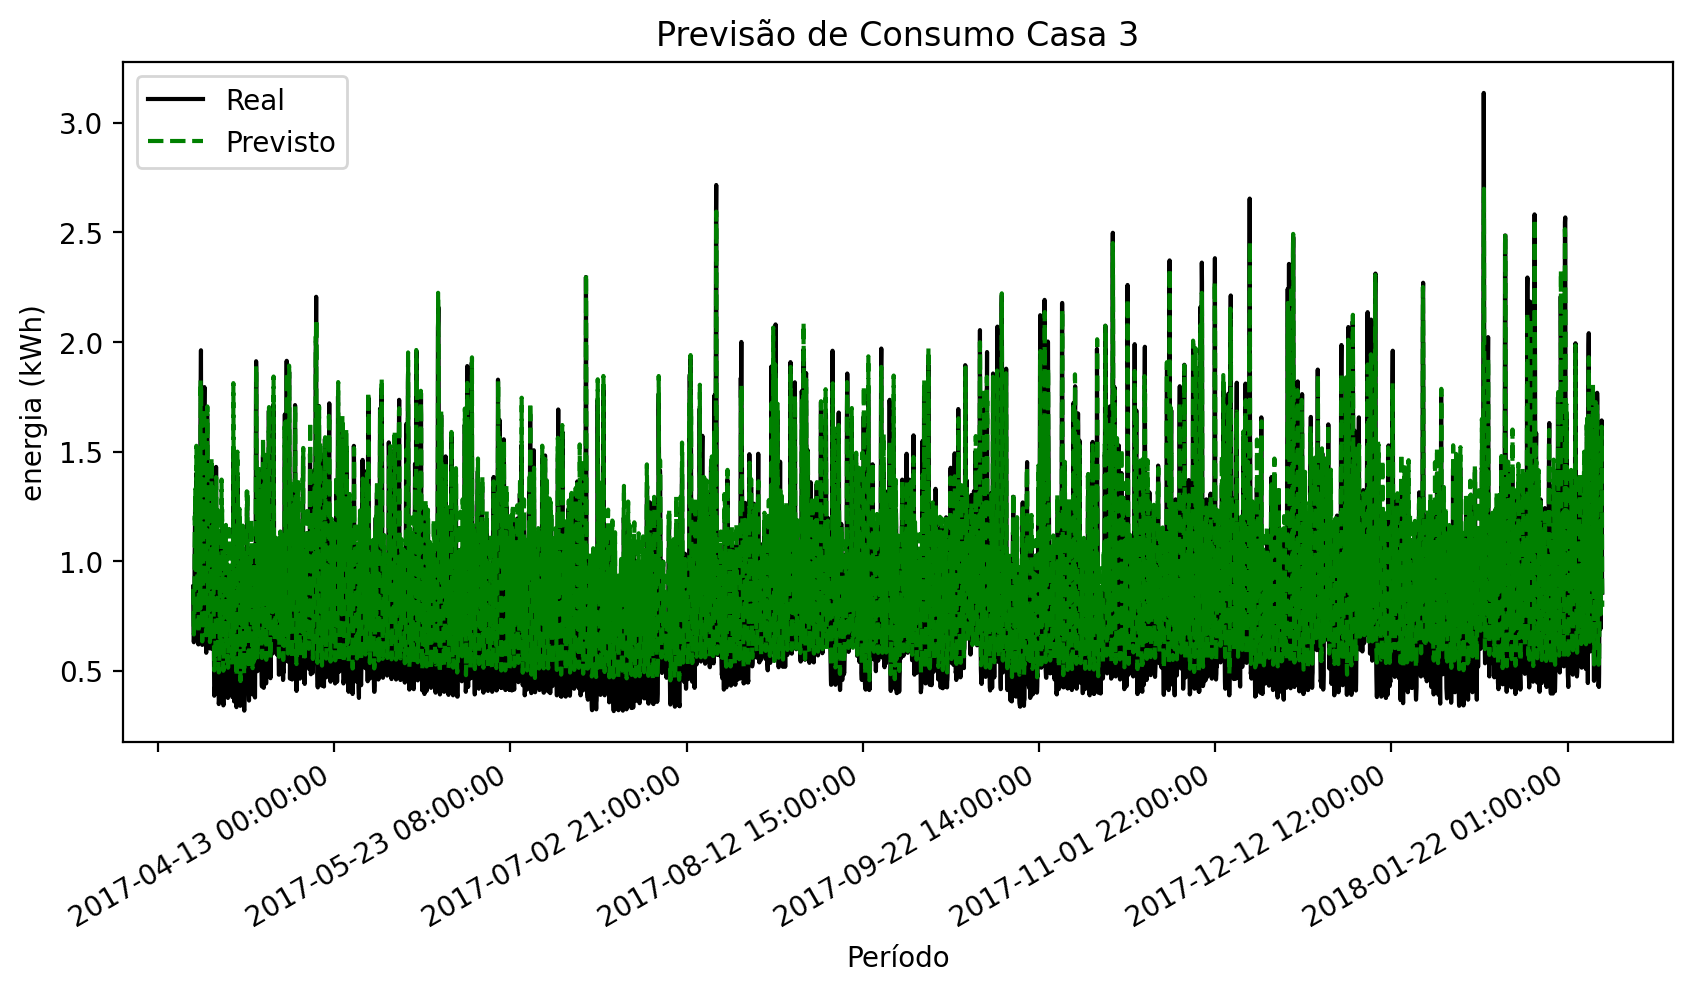 Previsão de Consumo Casa 3
Real
Previsto
energia (kWh)
3.0
2.5
2.0
1.5
1.0
0.5
2017-04-13 00:00:00
2017-05-23 08:00:00
2017-07-02 21:00:00
2017-08-12 15:00:00
2017-09-22 14:00:00
2017-11-01 22:00:00
2017-12-12 12:00:00
2018-01-22 01:00:00
Período